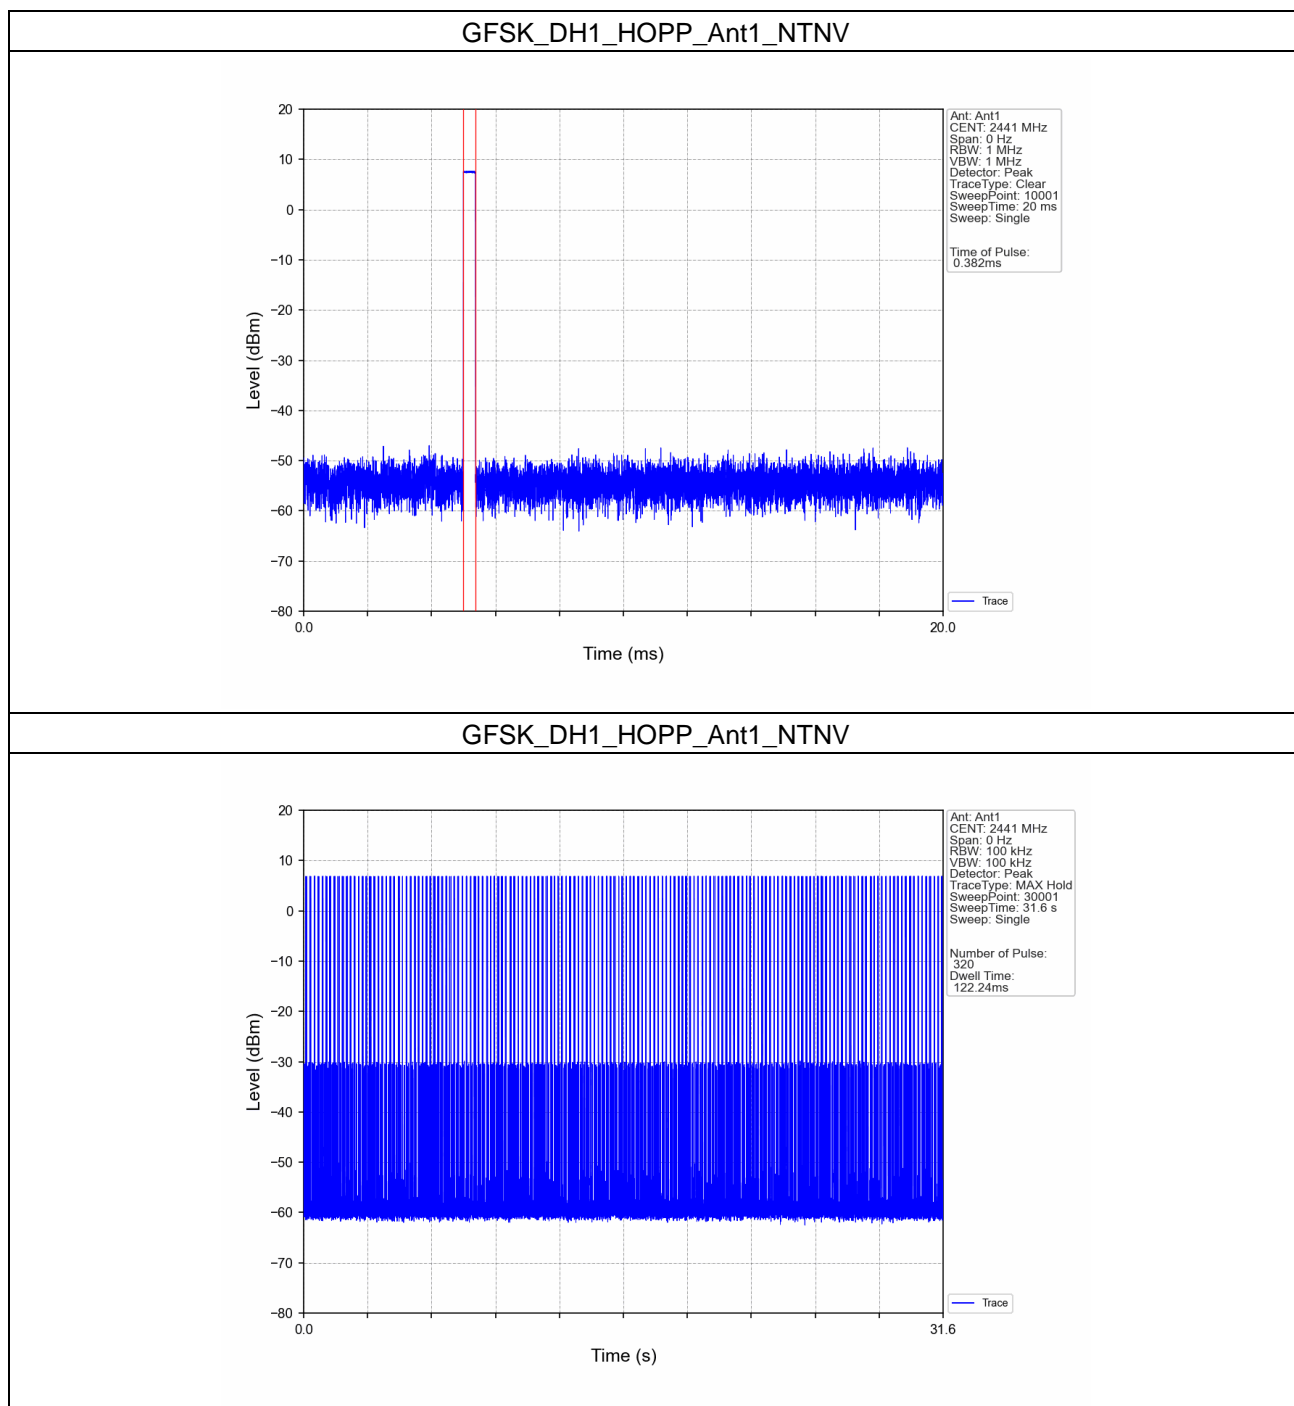 GFSK_DH1_HOPP_Ant1_NTNV
20
10
0
−10
−20
−30
−40
−50
−60
−70
−80
Level (dBm)
0.0
20.0
Time (ms)
Ant: Ant1
CENT: 2441 MHz
Span: 0 Hz
RBW: 1 MHz
VBW: 1 MHz
Detector: Peak
TraceType: Clear
SweepPoint: 10001
SweepTime: 20 ms
Sweep: Single
Time of Pulse:
0.382ms
Trace
GFSK_DH1_HOPP_Ant1_NTNV
20
10
0
−10
−20
−30
−40
−50
−60
−70
−80
Level (dBm)
0.0
31.6
Time (s)
Ant: Ant1
CENT: 2441 MHz
Span: 0 Hz
RBW: 100 kHz
VBW: 100 kHz
Detector: Peak
TraceType: MAX Hold
SweepPoint: 30001
SweepTime: 31.6 s
Sweep: Single
Number of Pulse:
320
Dwell Time:
122.24ms
Trace